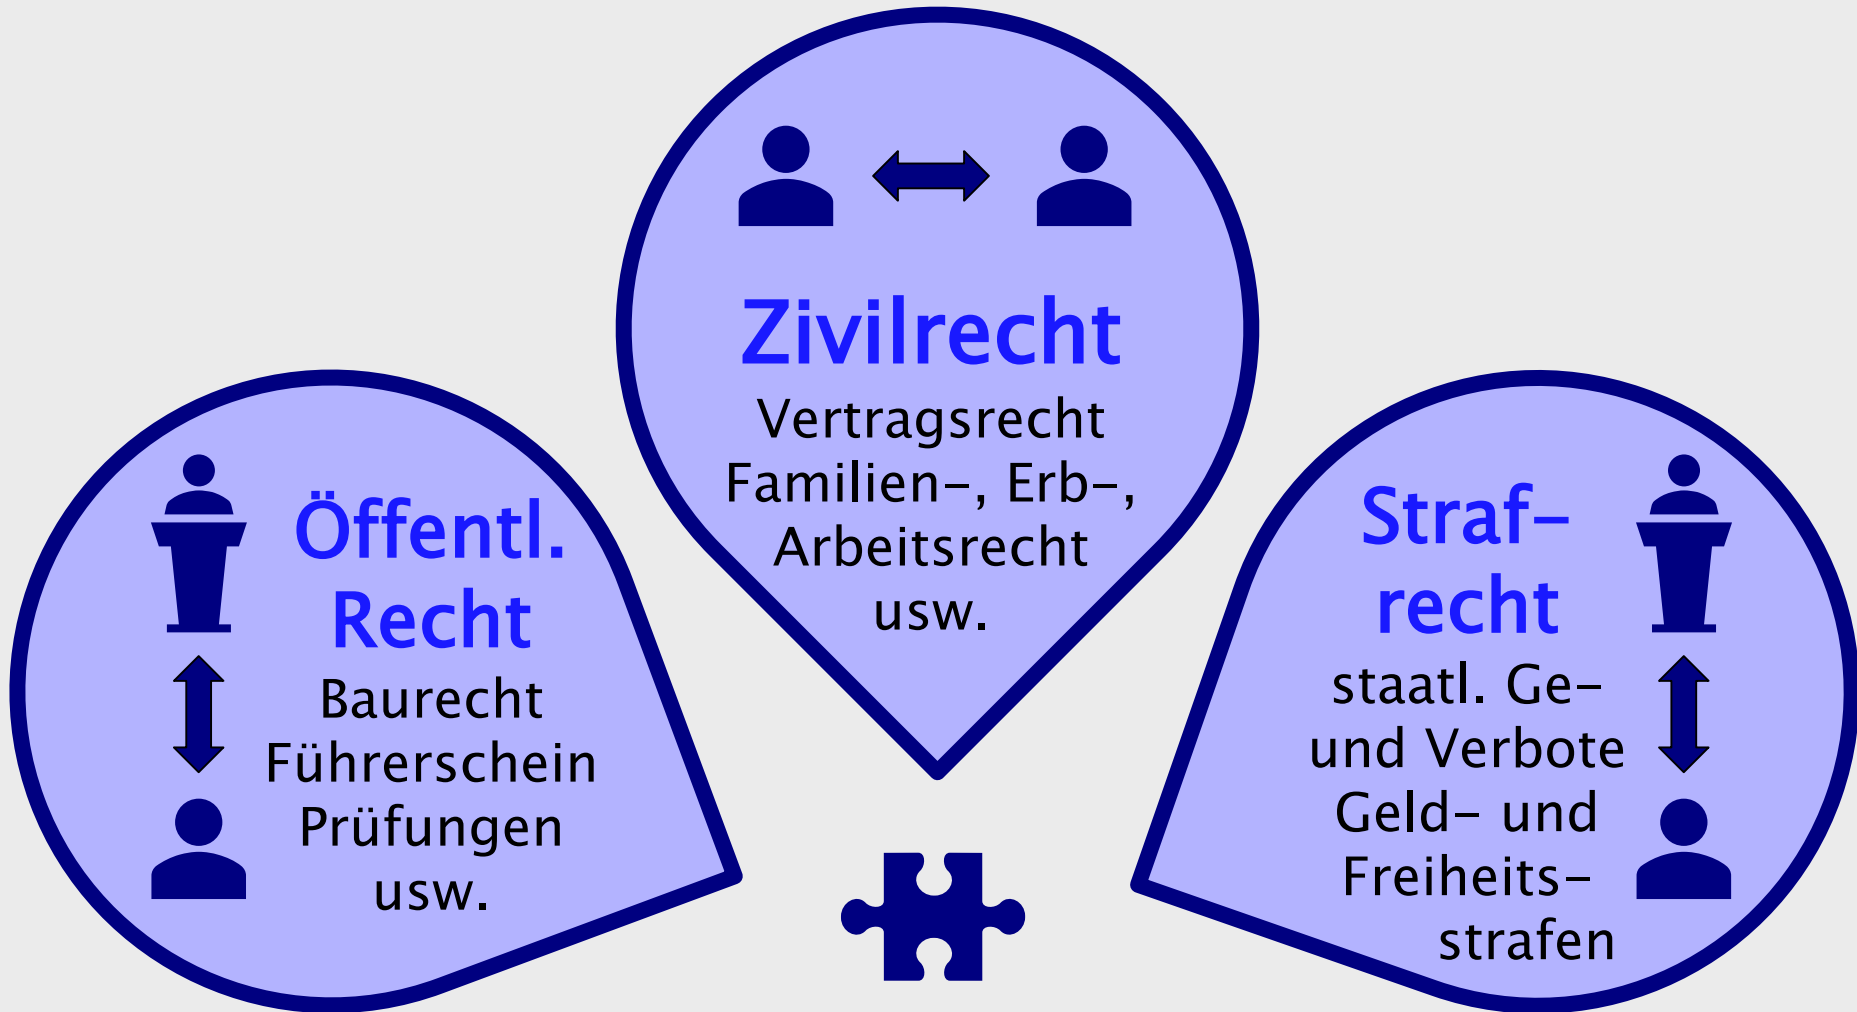 Zivilrecht
Vertragsrecht
Familien-, Erb-,
Arbeitsrecht
usw.
Öffentl.
Recht
Baurecht
Führerschein
Prüfungen
usw.
Straf-
recht
staatl. Ge-
und Verbote
Geld- und
Freiheits-
strafen